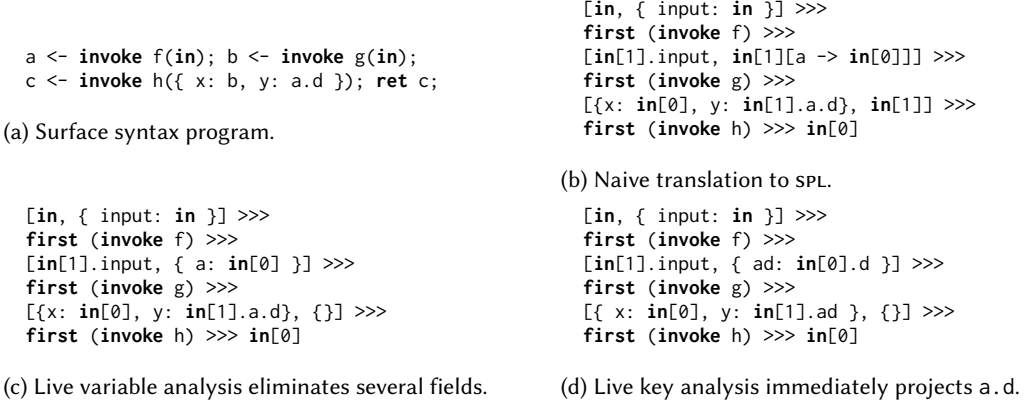 a <- invoke f(in); b <- invoke g(in);
c <- invoke h({ x: b, y: a.d }); ret c;
(a) Surface syntax program.
[in, { input: in }] >>>
first (invoke f) >>>
[in[1].input, in[1][a -> in[0]]] >>>
first (invoke g) >>>
[{x: in[0], y: in[1].a.d}, in[1]] >>>
first (invoke h) >>> in[0]
(b) Naive translation to SPL.
[in, { input: in }] >>>
first (invoke f) >>>
[in[1].input, { a: in[0] }] >>>
first (invoke g) >>>
[{x: in[0], y: in[1].a.d}, {}] >>>
first (invoke h) >>> in[0]
(c) Live variable analysis eliminates several fields.
[in, { input: in }] >>>
first (invoke f) >>>
[in[1].input, { ad: in[0].d }] >>>
first (invoke g) >>>
[{ x: in[0], y: in[1].ad }, {}] >>>
first (invoke h) >>> in[0]
(d) Live key analysis immediately projects a.d.